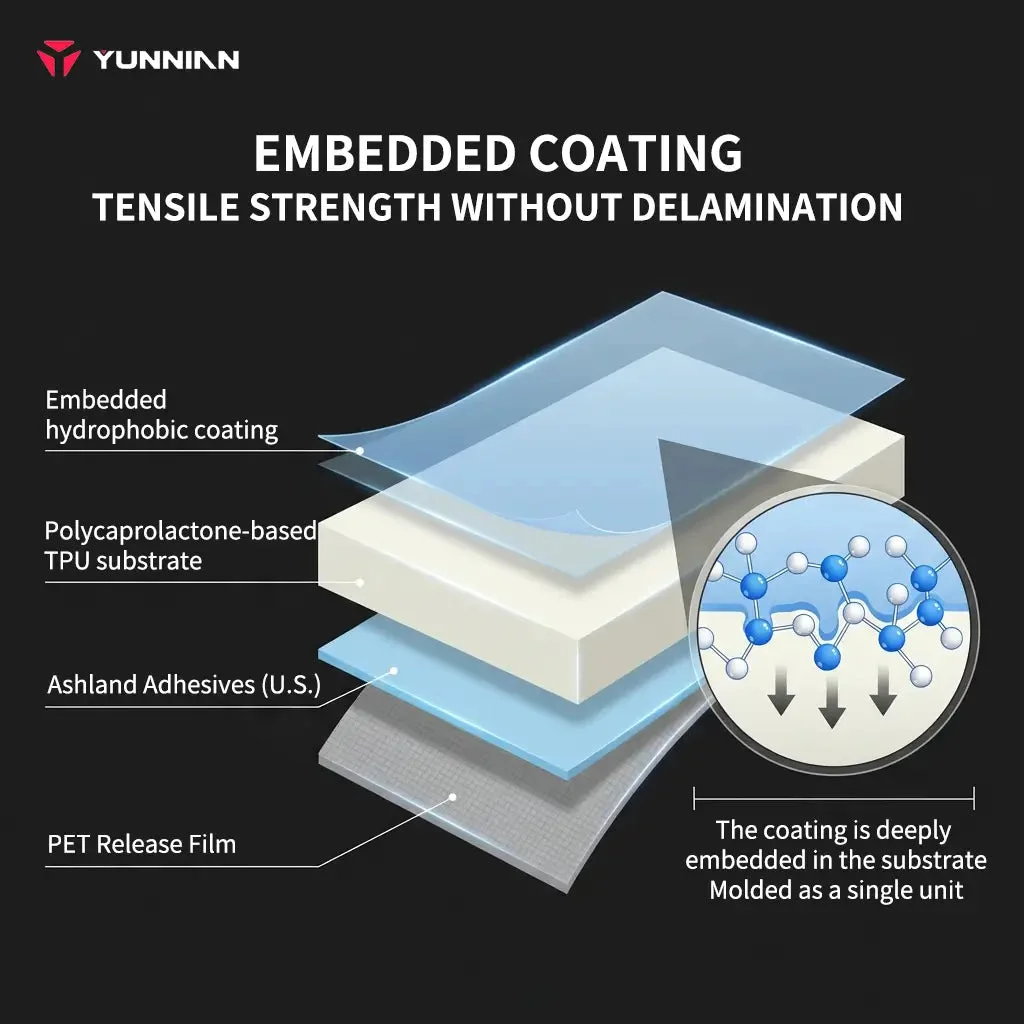 YUNNIAN
EMBEDDED COATING
TENSILE STRENGTH WITHOUT DELAMINATION
Embedded
hydrophobic coating
Polycaprolactone-based
TPU substrate
Ashland Adhesives (U.S.)
PET Release Film
The coating is deeply
embedded in the substrate
Molded as a single unit